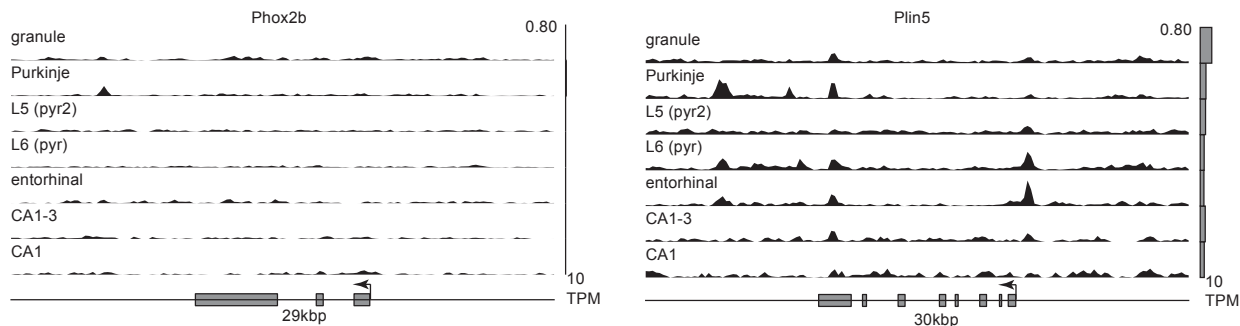 Phox2b
0.80
granule
Purkinje
L5 (pyr2)
L6 (pyr)
entorhinal
CA1-3
CA1
10
TPM
29kbp
Plin5
0.80
granule
Purkinje
L5 (pyr2)
L6 (pyr)
entorhinal
CA1-3
CA1
10
TPM
30kbp